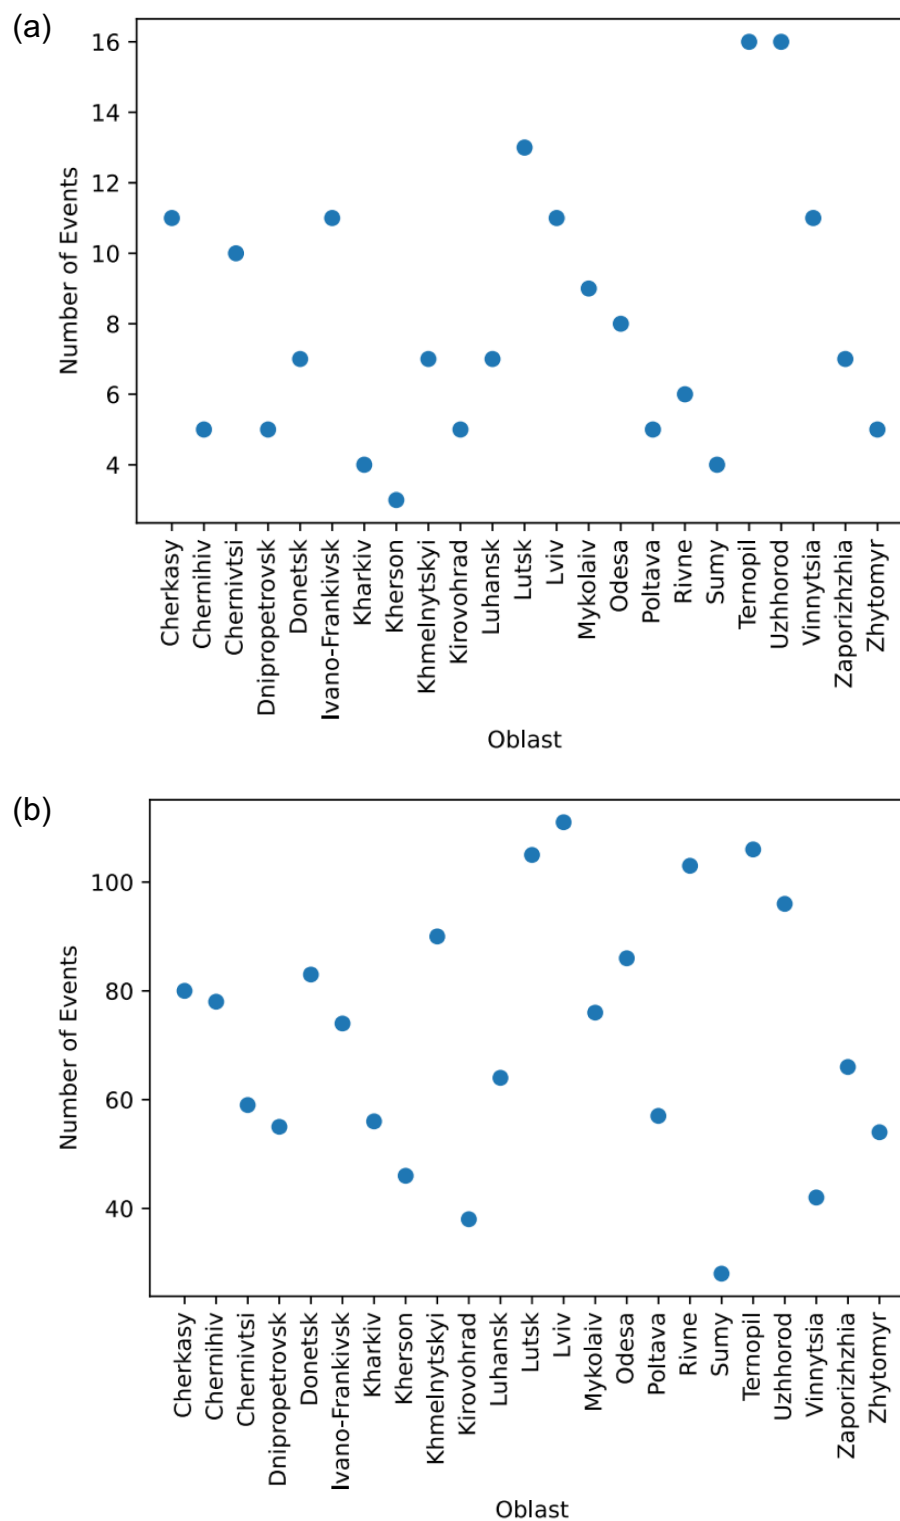 (a)
16
14
12
10
8
6
4
Number of Events
Cherkasy
Chernihiv
Chernivtsi
Dnipropetrovsk
Donetsk
Ivano-Frankivsk
Kharkiv
Kherson
Khmelnytskyi
Kirovohrad
Luhansk
Lutsk
Lviv
Mykolaiv
Odesa
Poltava
Rivne
Sumy
Ternopil
Uzhhorod
Vinnytsia
Zaporizhzhia
Zhytomyr
Oblast
(b)
100
80
60
40
Number of Events
Cherkasy
Chernihiv
Chernivtsi
Dnipropetrovsk
Donetsk
Ivano-Frankivsk
Kharkiv
Kherson
Khmelnytskyi
Kirovohrad
Luhansk
Lutsk
Lviv
Mykolaiv
Odesa
Poltava
Rivne
Sumy
Ternopil
Uzhhorod
Vinnytsia
Zaporizhzhia
Zhytomyr
Oblast